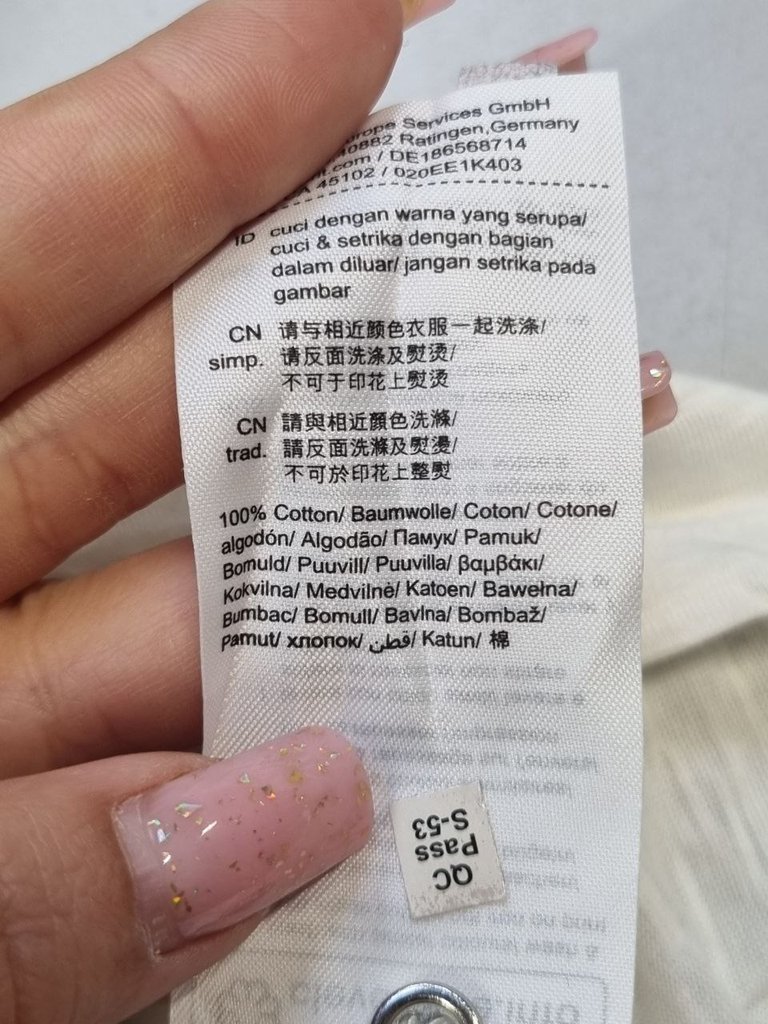 Europe Services GmbH
40882 Ratingen,Germany
.com / DE186568714
45102 / 020EE1K403
ID cuci dengan warna yang serupa/
cuci & setrika dengan bagian
dalam diluar/ jangan setrika pada
gambar
CN 请与相近颜色衣服一起洗涤/
simp. 请反面洗涤及熨烫/
不可于印花上熨烫
CN 請與相近顏色洗滌/
trad. 請反面洗滌及熨燙/
不可於印花上整熨
100% Cotton/ Baumwolle/ Coton/ Cotone/
algodón/ Algodão/ Памук/ Pamuk/
Bomuld/ Puuvill/ Puuvilla/ βαμβάκι/
Kokvilna/ Medvilnė/ Katoen/ Bawełna/
Bumbac/ Bomull/ Bavlna/ Bombaž/
Pamut/ хлопок/ قطن/ Katun/ 棉
QC
Pass
S-53